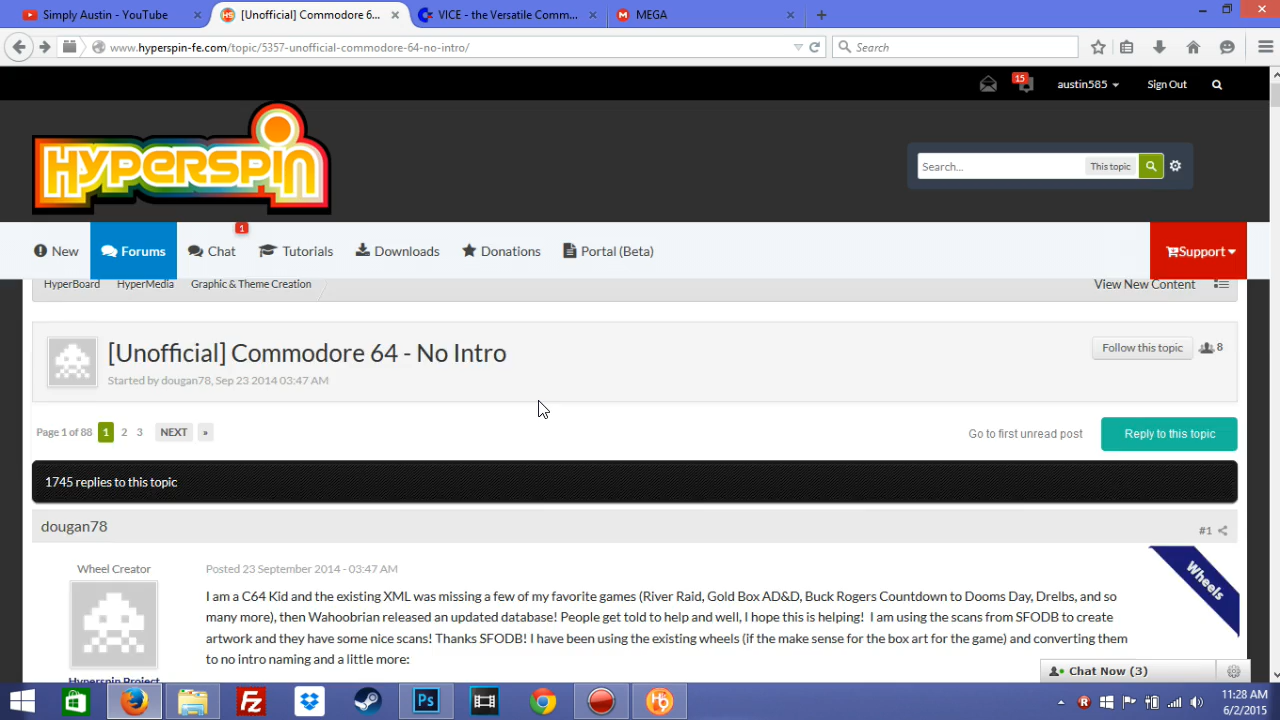 Simply Austin - YouTube
[Unofficial] Commodore 6...
VICE - the Versatile Comm...
MEGA
www.hyperspin-fe.com/topic/5357-unofficial-commodore-64-no-intro/
Search
15
austin585
Sign Out
HYPERSPIN
Search...
This topic
New
Forums
1
Chat
Tutorials
Downloads
Donations
Portal (Beta)
Support
HyperBoard
HyperMedia
Graphic & Theme Creation
View New Content
[Unofficial] Commodore 64 - No Intro
Started by dougan78, Sep 23 2014 03:47 AM
Follow this topic
8
Page 1 of 88
1
2
3
NEXT
»
Go to first unread post
Reply to this topic
1745 replies to this topic
dougan78
#1
Wheel Creator
Posted 23 September 2014 - 03:47 AM
Wheels
I am a C64 Kid and the existing XML was missing a few of my favorite games (River Raid, Gold Box AD&D, Buck Rogers Countdown to Dooms Day, Drelbs, and so
many more), then Wahoobrian released an updated database! People get told to help and well, I hope this is helping!  I am using the scans from SFODB to create
artwork and they have some nice scans! Thanks SFODB! I have been using the existing wheels (if the make sense for the box art for the game) and converting them
to no intro naming and a little more:
Hyperspin Project
Chat Now (3)
11:28 AM
6/2/2015